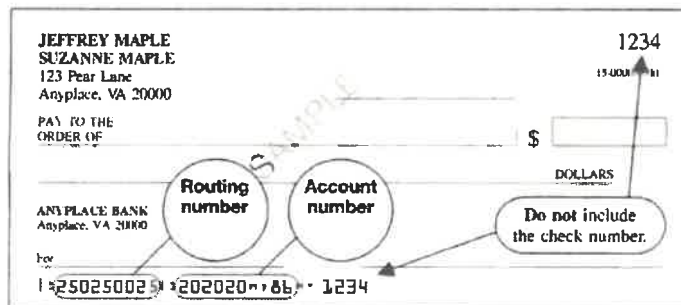 JEFFREY MAPLE
SUZANNE MAPLE
123 Pear Lane
Anyplace, VA 20000
1234
PAY TO THE
ORDER OF
$
SAMPLE
DOLLARS
Routing
number
Account
number
ANYPLACE BANK
Anyplace, VA 20000
Do not include
the check number.
For
250250025 202020"'86 1234